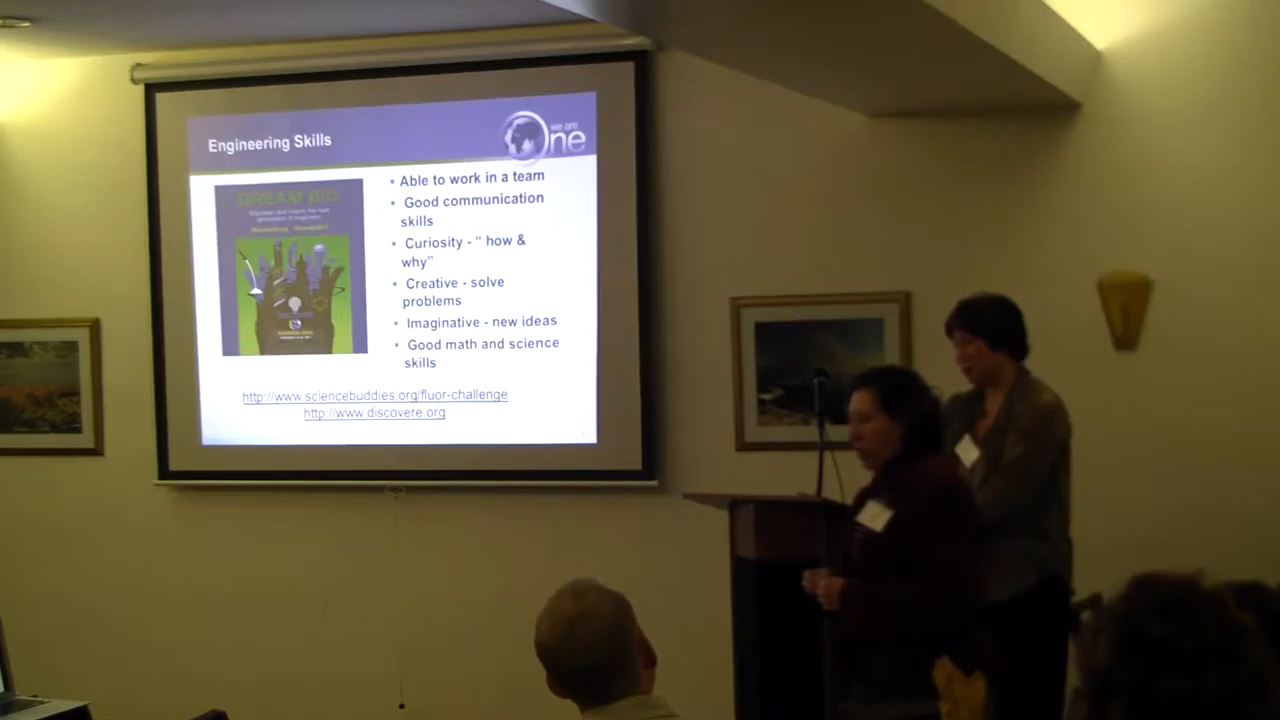 Engineering Skills
we are
One
DREAM BIG
• Able to work in a team
• Good communication
skills
• Curiosity - “ how &
why”
• Creative - solve
problems
• Imaginative - new ideas
• Good math and science
skills
http://www.sciencebuddies.org/fluor-challenge
http://www.discovere.org